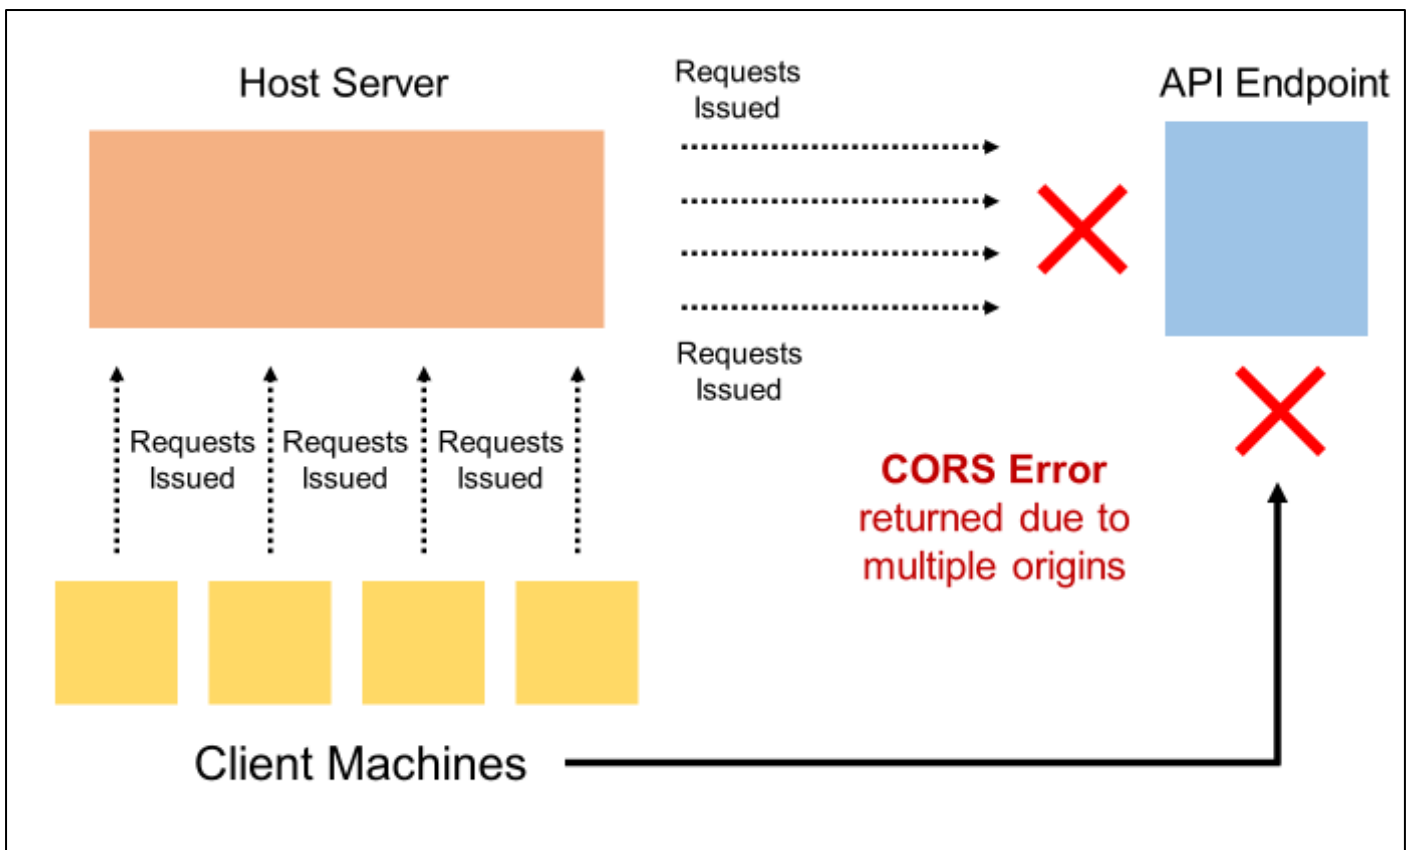 Host Server
Requests
Issued
API Endpoint
Requests
Issued
Requests
Issued
Requests
Issued
Requests
Issued
CORS Error
returned due to
multiple origins
Client Machines